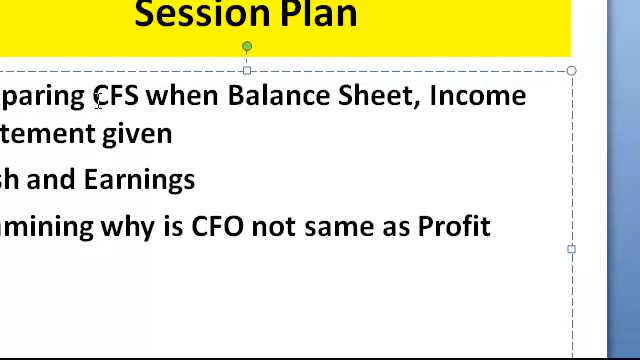 Session Plan
paring CFS when Balance Sheet, Income
tement given
sh and Earnings
mining why is CFO not same as Profit